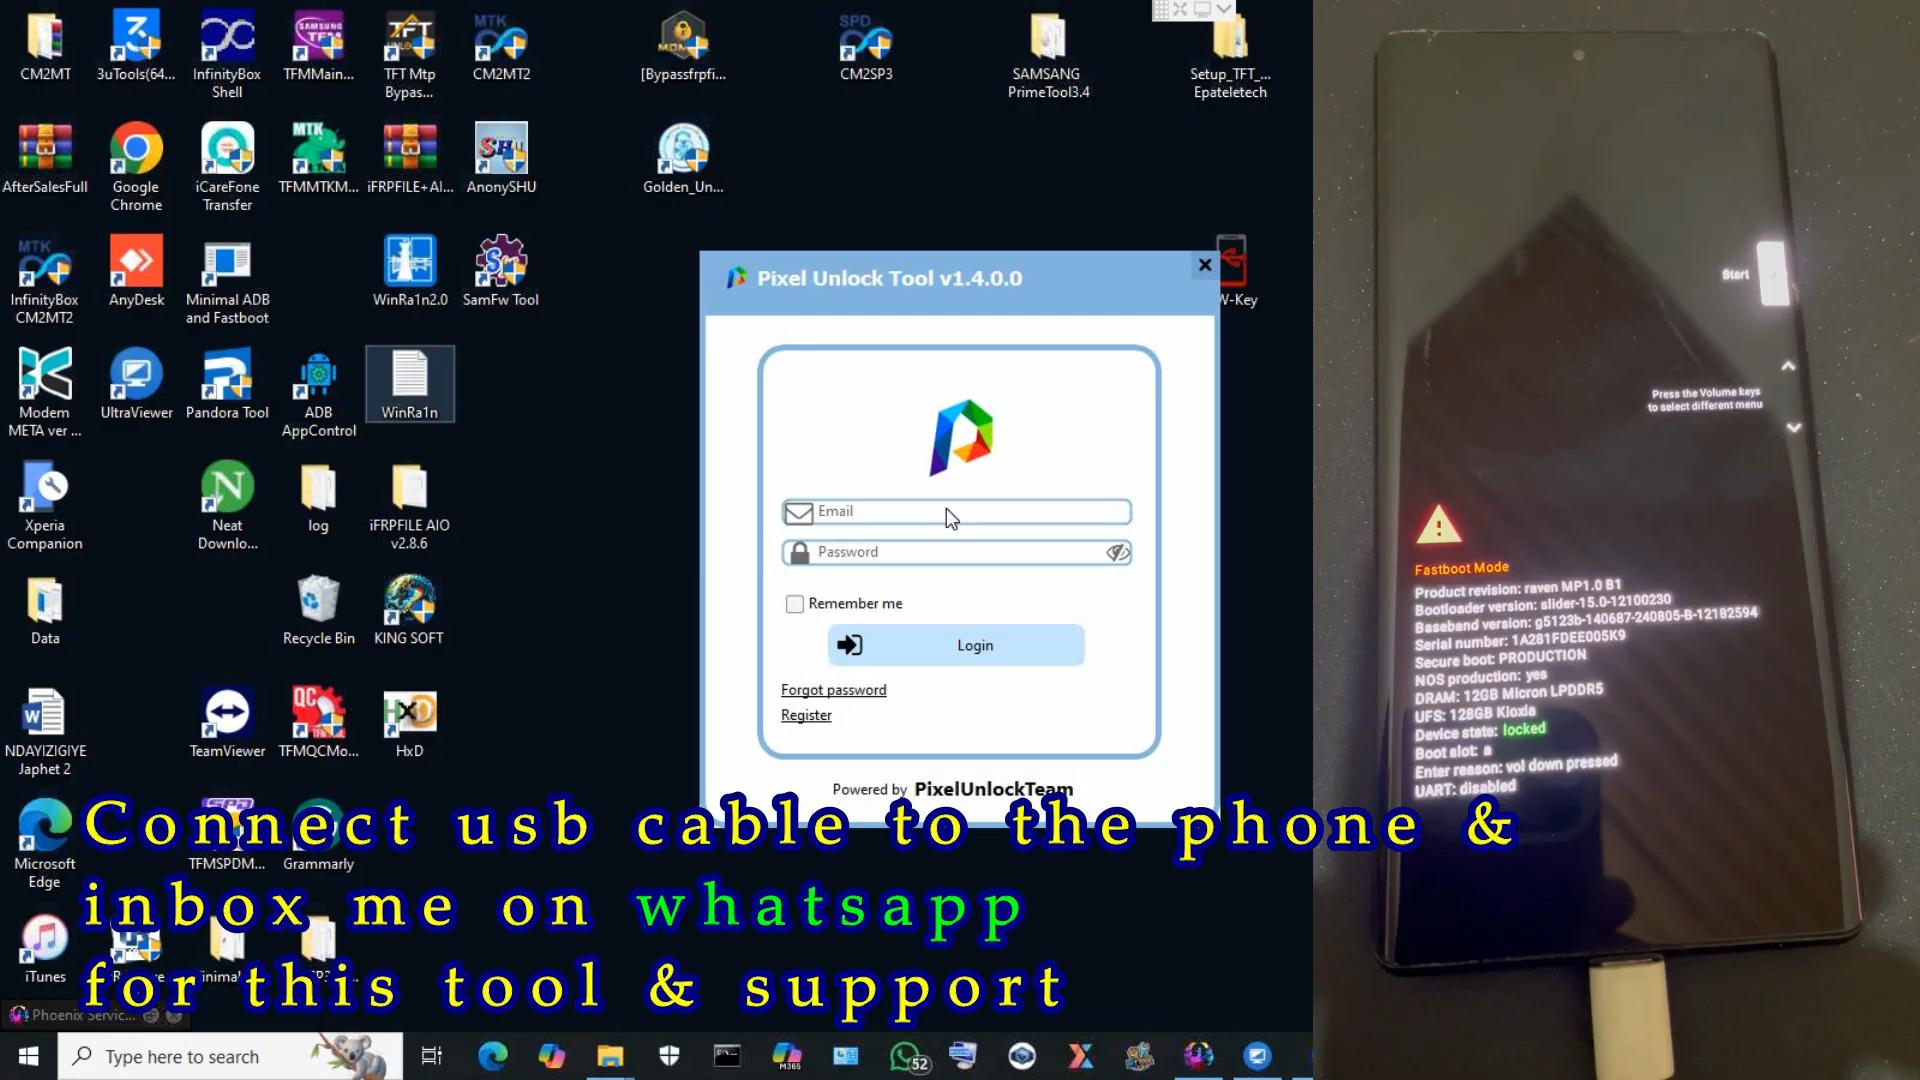 CM2MT
3uTools(64...
InfinityBox
Shell
TFMMain...
TFT Mtp
Bypas...
CM2MT2
[Bypassfrpfi...
CM2SP3
SAMSANG
PrimeTool3.4
Setup_TFT_...
Epateletech
AfterSalesFull
Google
Chrome
iCareFone
Transfer
TFMMTKM...
iFRPFILE+AI...
AnonySHU
Golden_Un...
InfinityBox
CM2MT2
AnyDesk
Minimal ADB
and Fastboot
WinRa1n2.0
SamFw Tool
W-Key
Modem
META ver ...
UltraViewer
Pandora Tool
ADB
AppControl
WinRa1n
Xperia
Companion
Neat
Downlo...
log
iFRPFILE AIO
v2.8.6
Data
Recycle Bin
KING SOFT
NDAYIZIGIYE
Japhet 2
TeamViewer
TFMQCMo...
HxD
Microsoft
Edge
TFMSPDM...
Grammarly
iTunes
Pixel Unlock Tool v1.4.0.0
Email
Password
Remember me
Login
Forgot password
Register
Powered by PixelUnlockTeam
Connect usb cable to the phone &
inbox me on whatsapp
for this tool & support
Phoenix Servic...
Type here to search
M365
52
Start
Press the Volume keys
to select different menu
Fastboot Mode
Product revision: raven MP1.0 B1
Bootloader version: slider-15.0-12100230
Baseband version: g5123b-140687-240805-B-12182594
Serial number: 1A281FDEE005K9
Secure boot: PRODUCTION
NOS production: yes
DRAM: 12GB Micron LPDDR5
UFS: 128GB Kioxia
Device state: locked
Boot slot: a
Enter reason: vol down pressed
UART: disabled